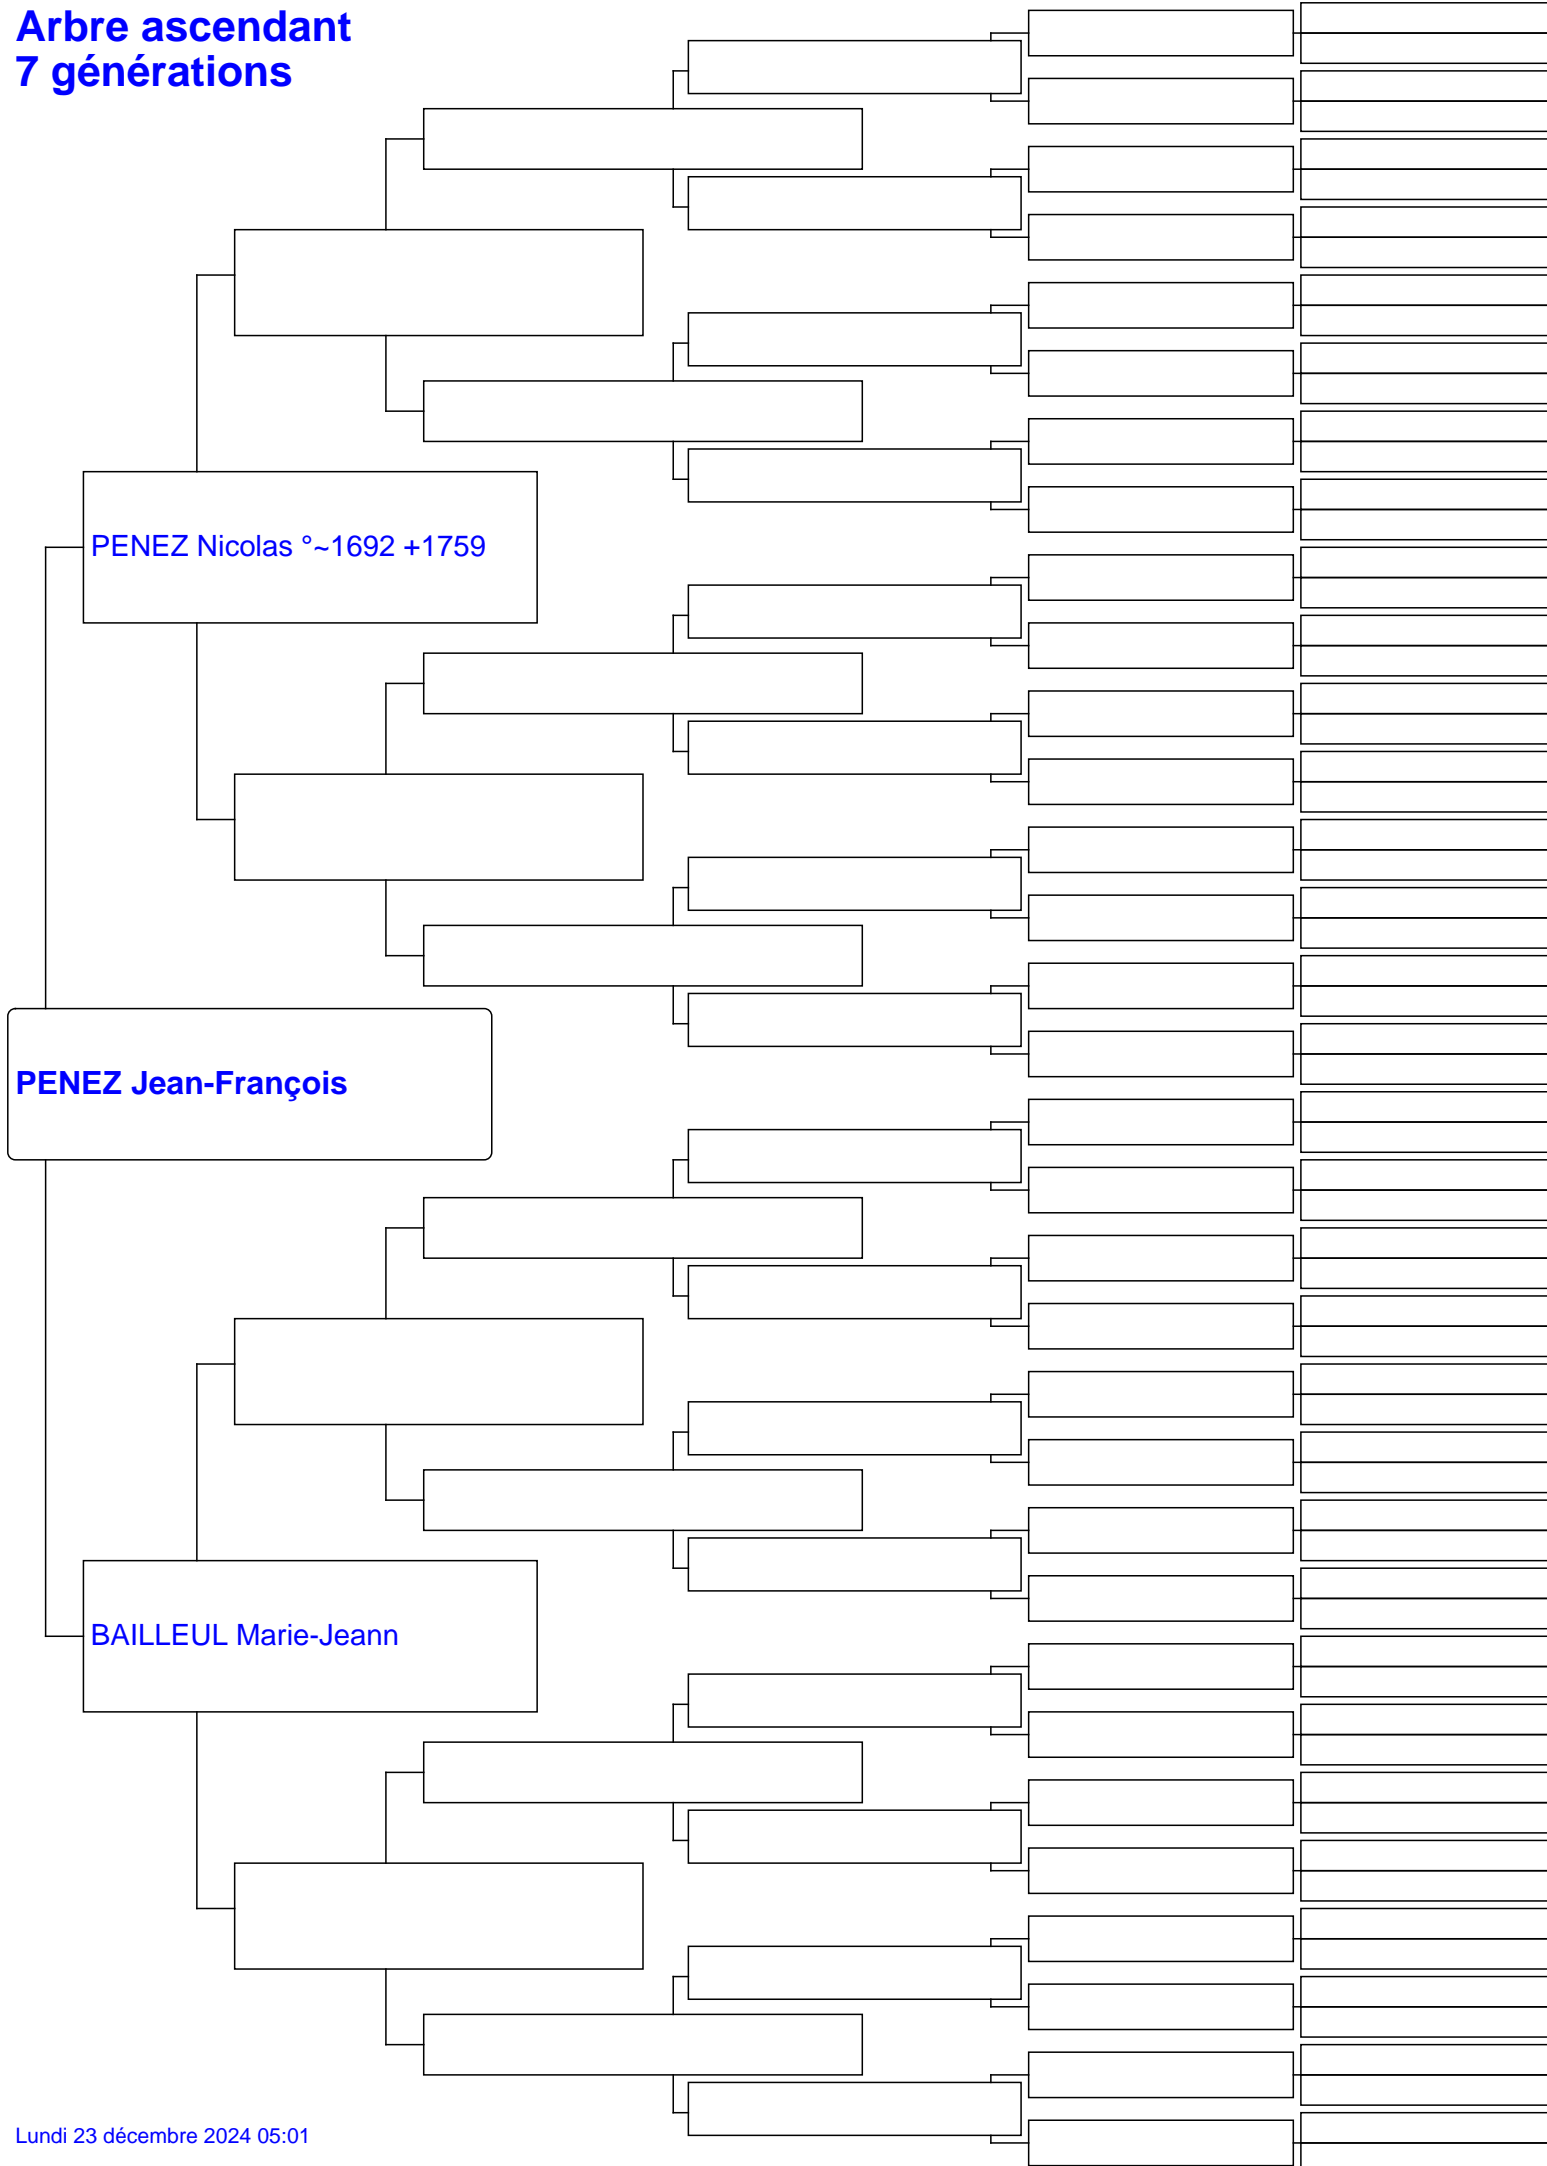 Arbre ascendant
7 générations
PENEZ Nicolas °~1692 +1759
PENEZ Jean-François
BAILLEUL Marie-Jeann
Lundi 23 décembre 2024 05:01